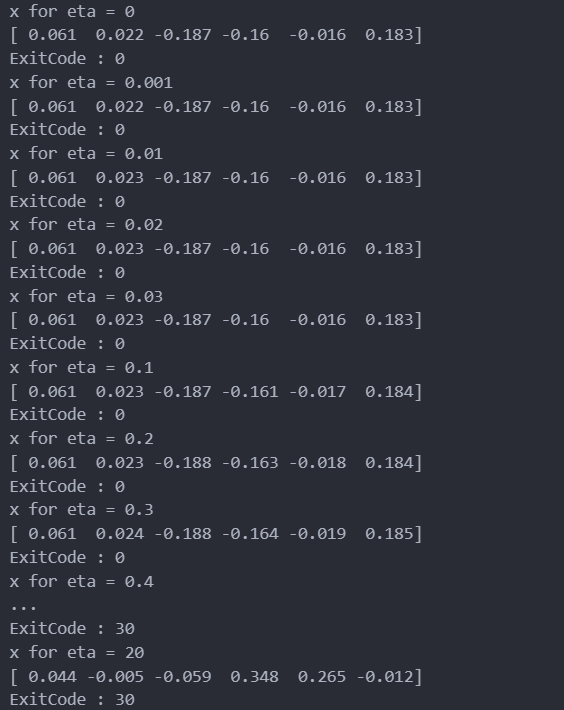 x for eta = 0
[ 0.061  0.022 -0.187 -0.16  -0.016  0.183]
ExitCode : 0
x for eta = 0.001
[ 0.061  0.022 -0.187 -0.16  -0.016  0.183]
ExitCode : 0
x for eta = 0.01
[ 0.061  0.023 -0.187 -0.16  -0.016  0.183]
ExitCode : 0
x for eta = 0.02
[ 0.061  0.023 -0.187 -0.16  -0.016  0.183]
ExitCode : 0
x for eta = 0.03
[ 0.061  0.023 -0.187 -0.16  -0.016  0.183]
ExitCode : 0
x for eta = 0.1
[ 0.061  0.023 -0.187 -0.161 -0.017  0.184]
ExitCode : 0
x for eta = 0.2
[ 0.061  0.023 -0.188 -0.163 -0.018  0.184]
ExitCode : 0
x for eta = 0.3
[ 0.061  0.024 -0.188 -0.164 -0.019  0.185]
ExitCode : 0
x for eta = 0.4
...
ExitCode : 30
x for eta = 20
[ 0.044 -0.005 -0.059  0.348  0.265 -0.012]
ExitCode : 30